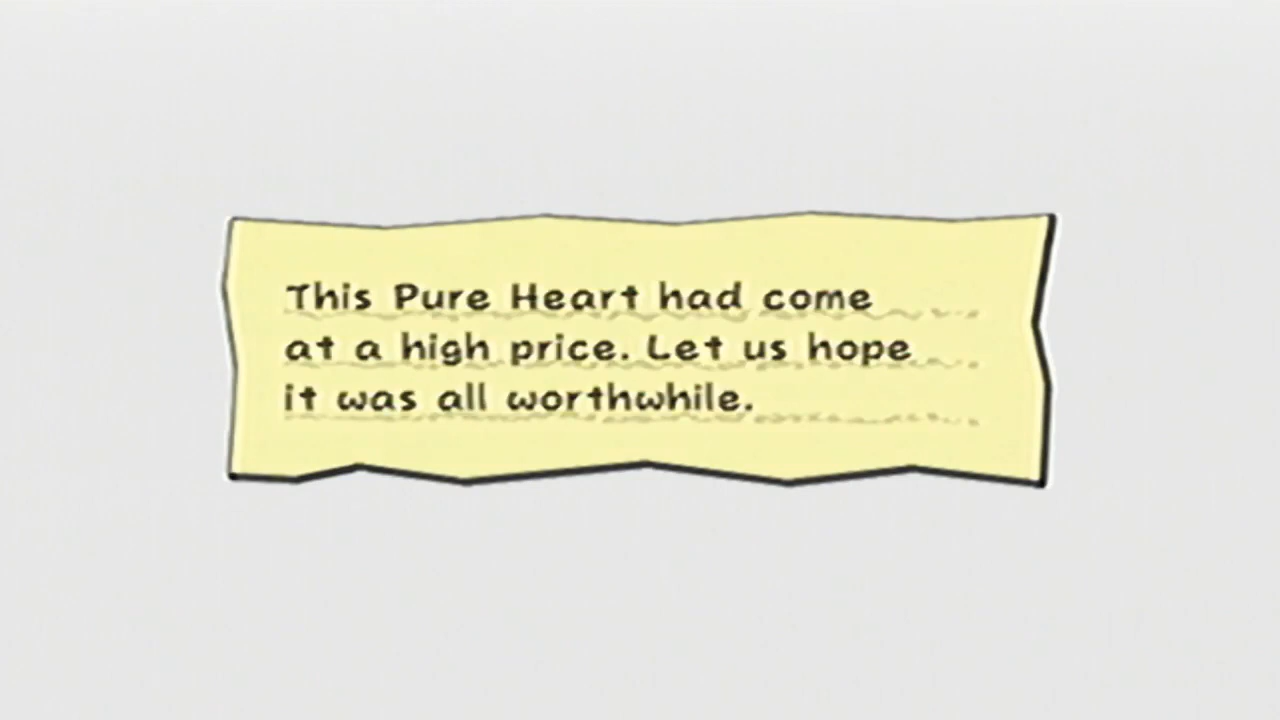 This Pure Heart had come
at a high price. Let us hope
it was all worthwhile.